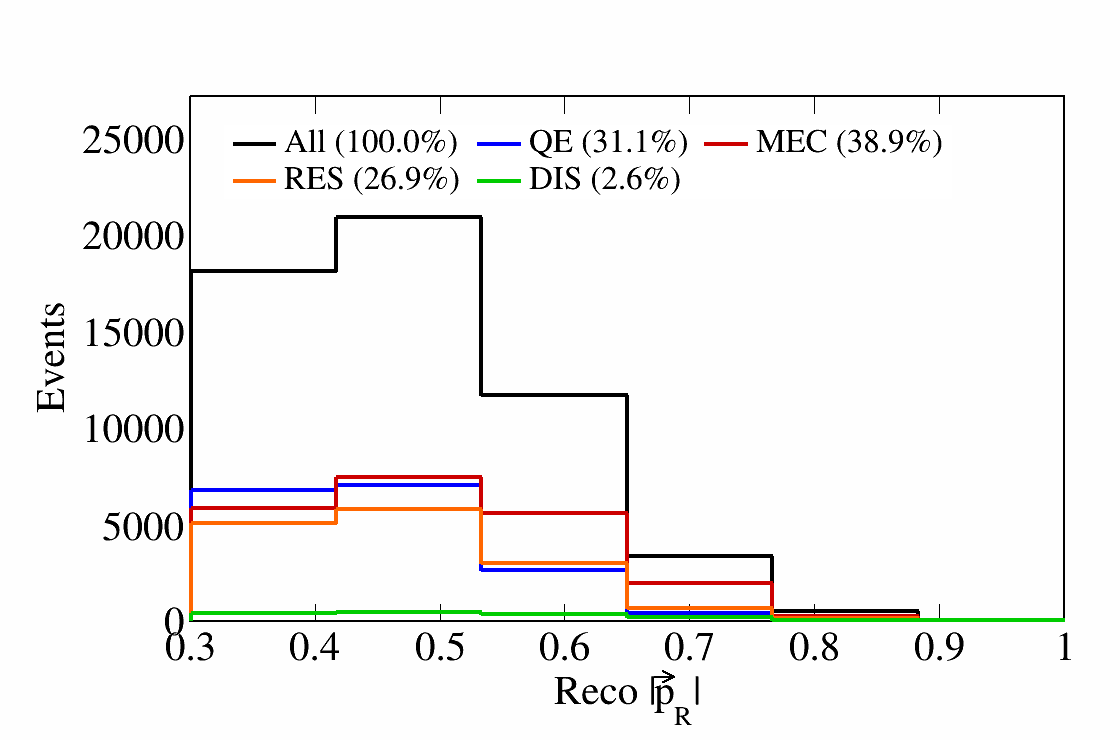 25000
20000
15000
10000
5000
0
Events
All (100.0%) QE (31.1%) MEC (38.9%)
RES (26.9%) DIS (2.6%)
0.3 0.4 0.5 0.6 0.7 0.8 0.9 1
Reco |p⃗_R|